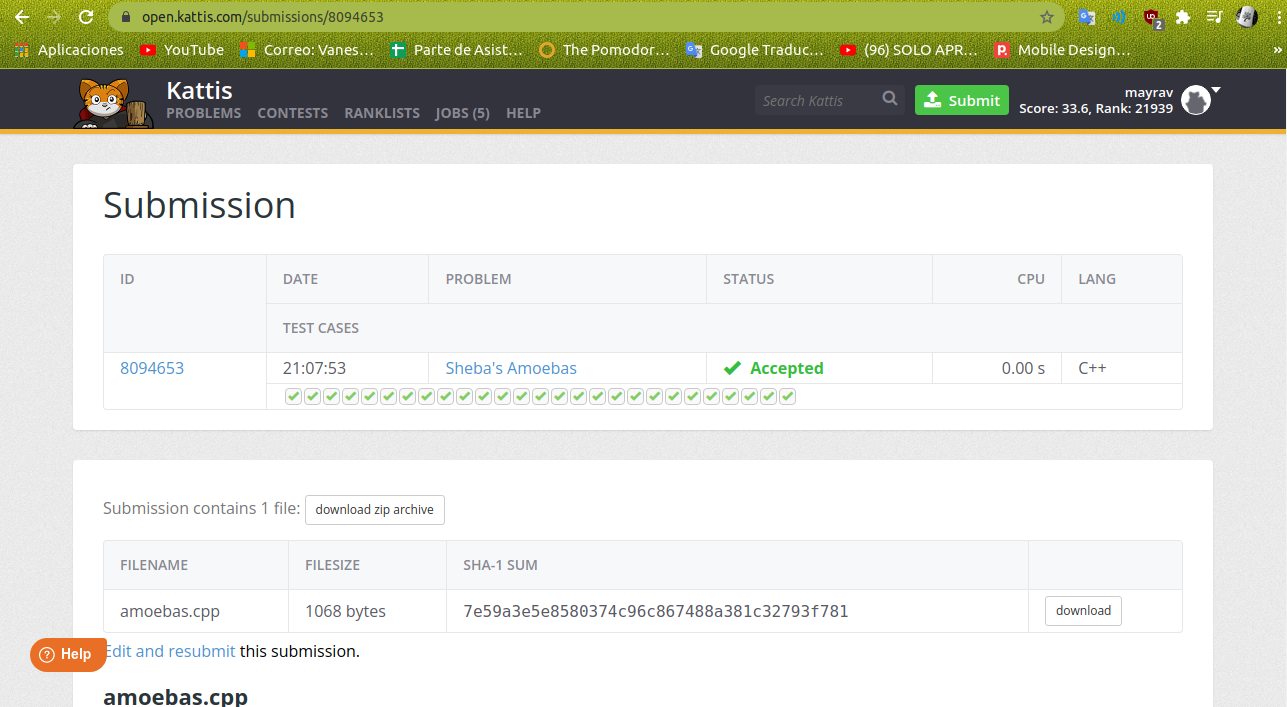 open.kattis.com/submissions/8094653
2
Aplicaciones YouTube Correo: Vanes… Parte de Asist… The Pomodor… Google Traduc… (96) SOLO APR… Mobile Design… »
Kattis
PROBLEMS CONTESTS RANKLISTS JOBS (5) HELP
Search Kattis
Submit
mayrav
Score: 33.6, Rank: 21939
Submission
ID DATE PROBLEM STATUS CPU LANG
TEST CASES
8094653 21:07:53 Sheba's Amoebas Accepted 0.00 s C++
Submission contains 1 file: download zip archive
FILENAME FILESIZE SHA-1 SUM
amoebas.cpp 1068 bytes 7e59a3e5e8580374c96c867488a381c32793f781 download
Edit and resubmit this submission.
Help
amoebas.cpp